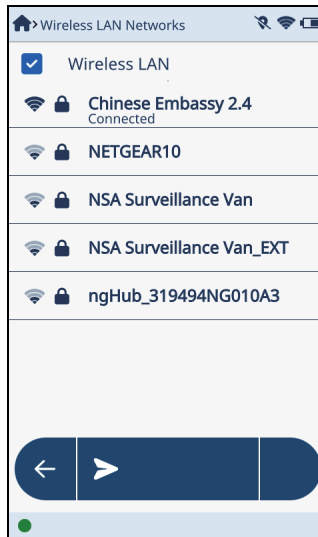 Wireless LAN Networks
Wireless LAN
Chinese Embassy 2.4
Connected
NETGEAR10
NSA Surveillance Van
NSA Surveillance Van_EXT
ngHub_319494NG010A3